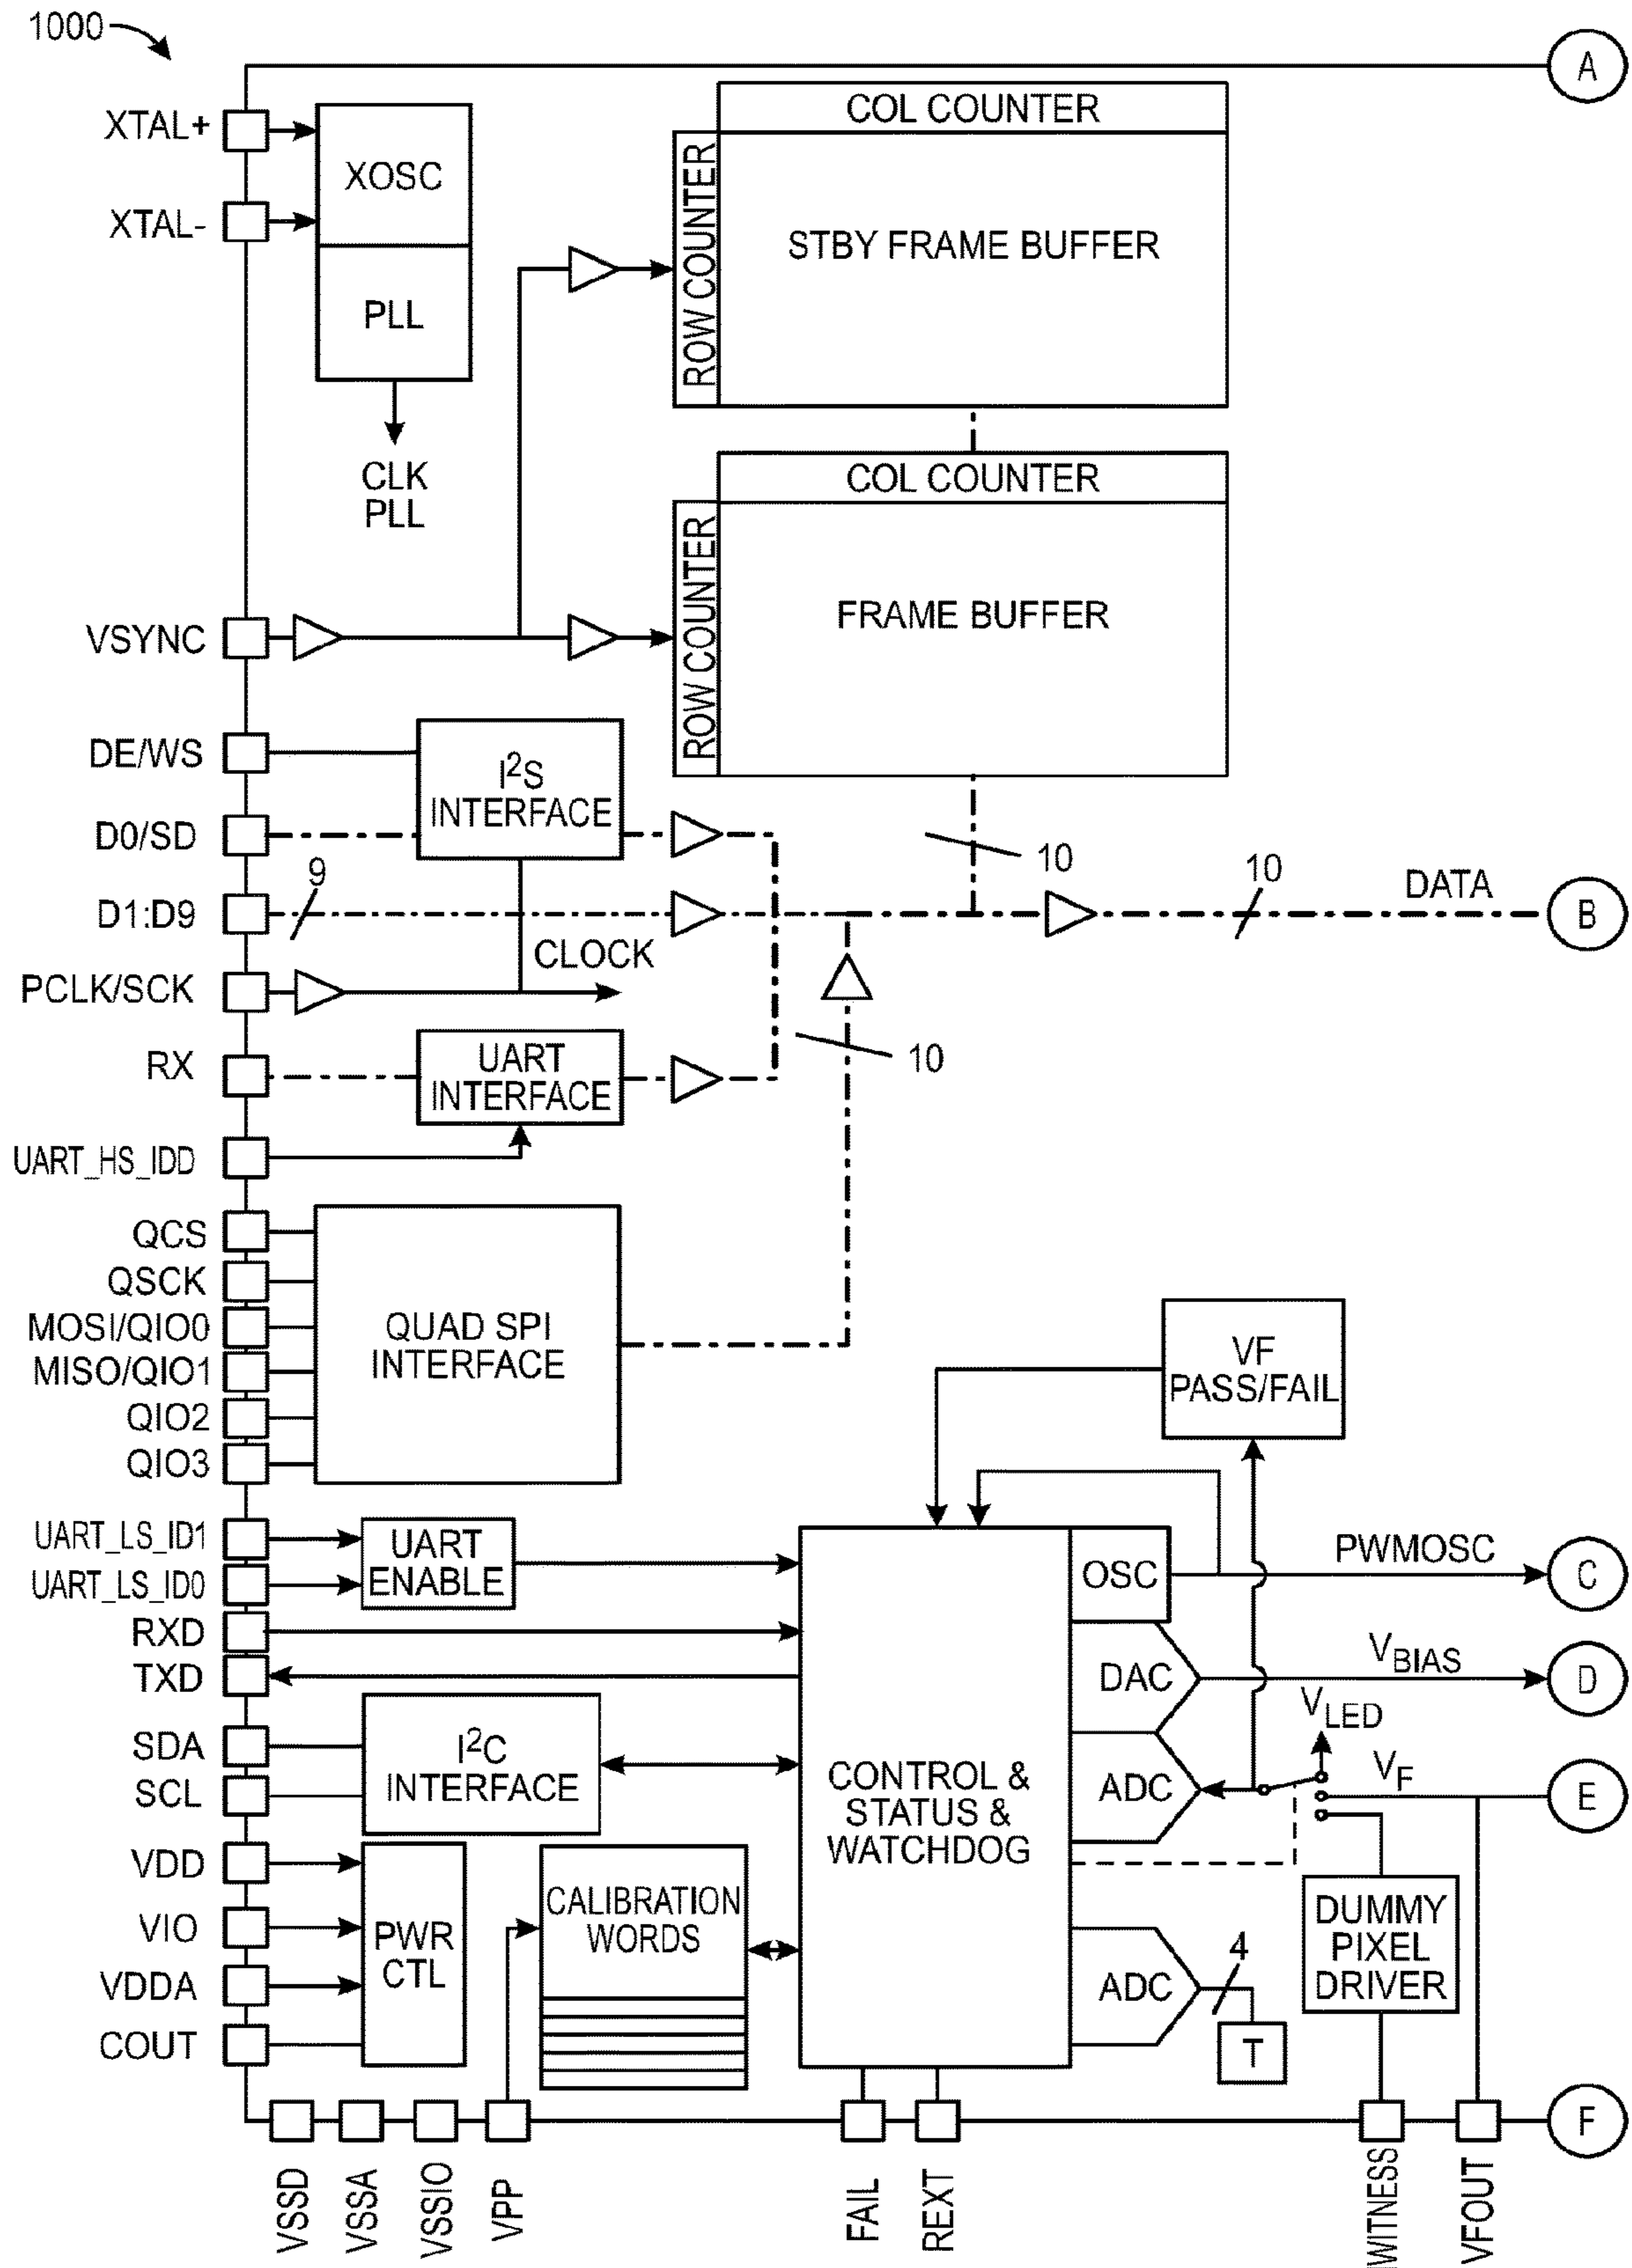 1000
A
XTAL+
XTAL-
XOSC
PLL
CLK
PLL
COL COUNTER
ROW COUNTER
STBY FRAME BUFFER
COL COUNTER
ROW COUNTER
FRAME BUFFER
VSYNC
DE/WS
I²S
INTERFACE
D0/SD
10
9
10
DATA
D1:D9
B
CLOCK
PCLK/SCK
10
RX
UART
INTERFACE
UART_HS_IDD
QCS
QSCK
MOSI/QIO0
MISO/QIO1
QIO2
QIO3
QUAD SPI
INTERFACE
VF
PASS/FAIL
UART_LS_ID1
UART_LS_ID0
UART
ENABLE
OSC
PWMOSC
C
RXD
TXD
DAC
VBIAS
D
VLED
SDA
SCL
I²C
INTERFACE
CONTROL &
STATUS &
WATCHDOG
ADC
VF
E
VDD
VIO
VDDA
COUT
PWR
CTL
CALIBRATION
WORDS
DUMMY
PIXEL
DRIVER
ADC
4
T
F
VSSD
VSSA
VSSIO
VPP
FAIL
REXT
WITNESS
VFOUT